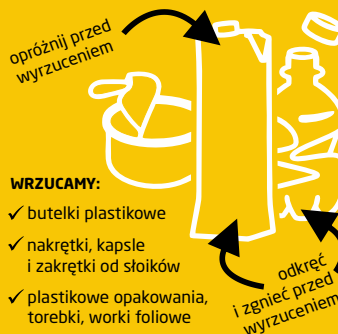 opróżnij przed
wyrzuceniem
WRZUCAMY:
✓ butelki plastikowe
✓ nakrętki, kapsle
i zakrętki od słoików
✓ plastikowe opakowania,
torebki, worki foliowe
odkręć
i zgnieć przed
wyrzuceniem